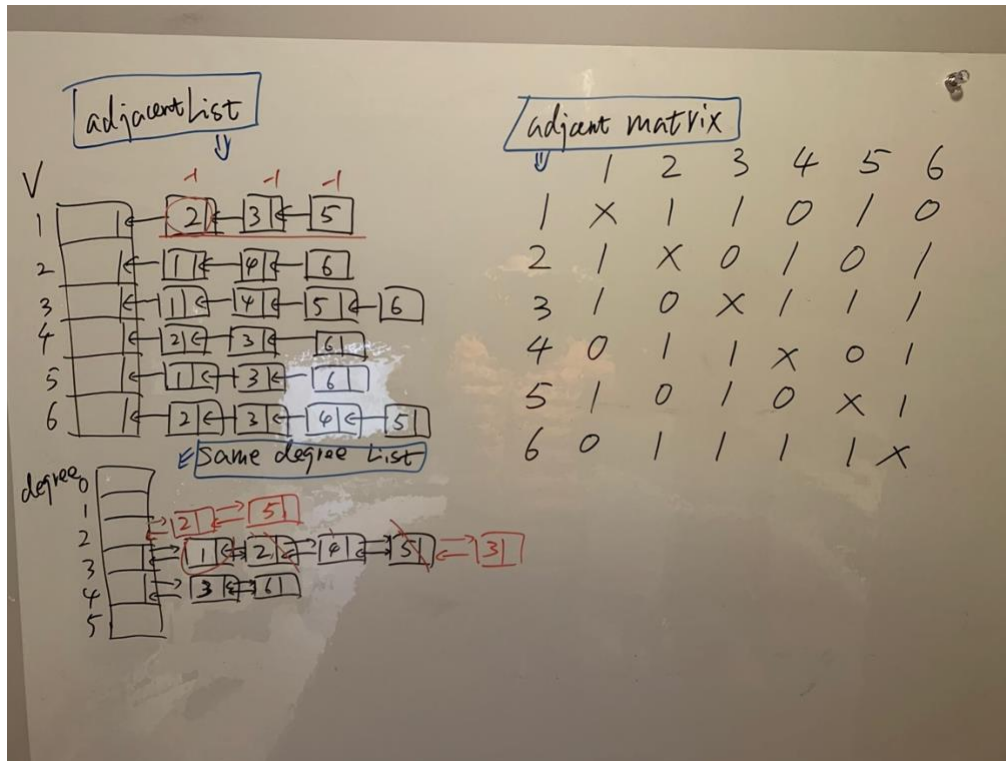 adjacent List
V
-1 -1 -1
1 2 3 5
2 1 4 6
3 1 4 5 6
4 2 3 6
5 1 3 6
6 2 3 4 5
same degree List
degree
0
1
2 2 5
3 1 2 4 5 3
4 3 6
5
adjcent matrix
1 2 3 4 5 6
1 X 1 1 0 1 0
2 1 X 0 1 0 1
3 1 0 X 1 1 1
4 0 1 1 X 0 1
5 1 0 1 0 X 1
6 0 1 1 1 1 X